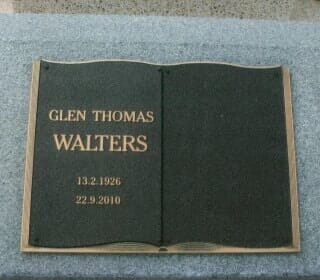 GLEN THOMAS
WALTERS
13.2.1926
22.9.2010